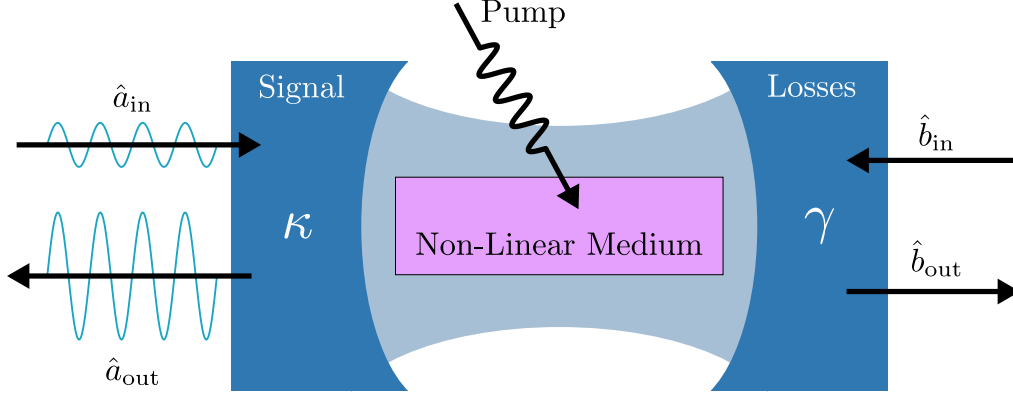 Pump
Signal
Losses
â_in
b̂_in
κ
γ
Non-Linear Medium
b̂_out
â_out